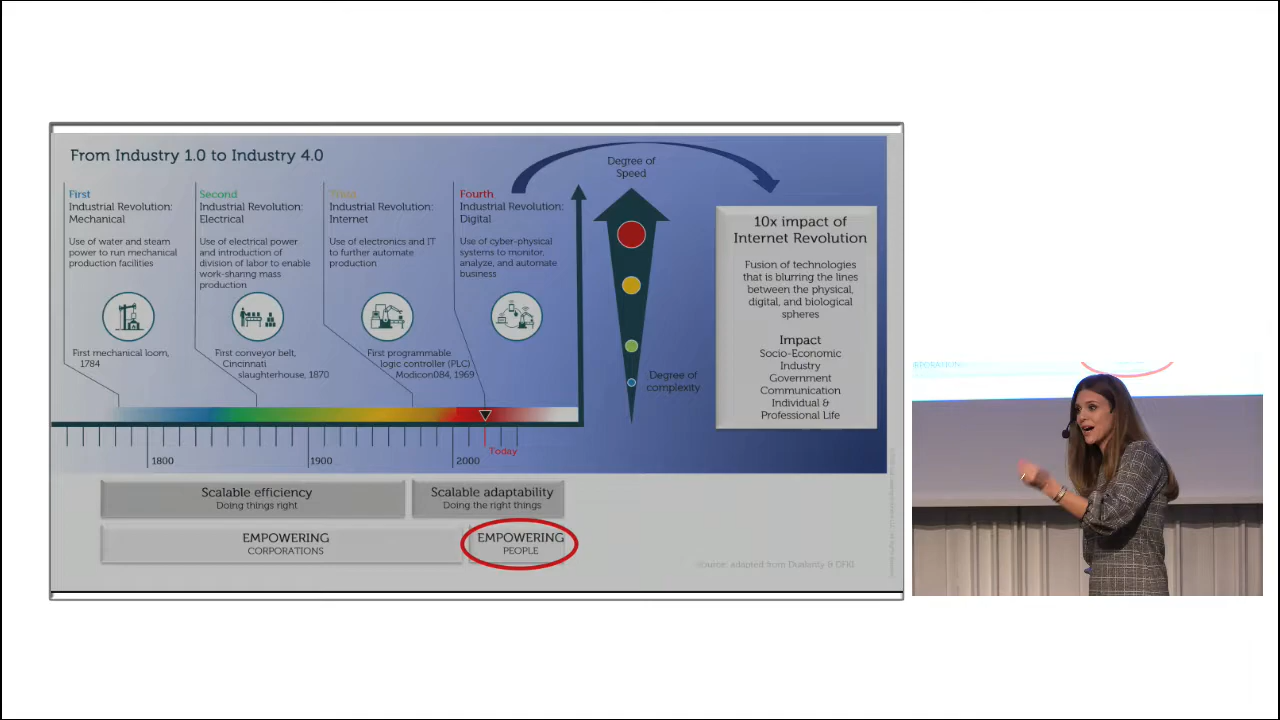 From Industry 1.0 to Industry 4.0
First
Industrial Revolution:
Mechanical
Use of water and steam
power to run mechanical
production facilities
First mechanical loom,
1784
Second
Industrial Revolution:
Electrical
Use of electrical power
and introduction of
division of labor to enable
work-sharing mass
production
First conveyor belt,
Cincinnati
slaughterhouse, 1870
Third
Industrial Revolution:
Internet
Use of electronics and IT
to further automate
production
First programmable
logic controller (PLC)
Modicon084, 1969
Fourth
Industrial Revolution:
Digital
Use of cyber-physical
systems to monitor,
analyze, and automate
business
Degree of
Speed
Degree of
complexity
10x impact of
Internet Revolution
Fusion of technologies
that is blurring the lines
between the physical,
digital, and biological
spheres
Impact
Socio-Economic
Industry
Government
Communication
Individual &
Professional Life
Today
1800
1900
2000
Scalable efficiency
Doing things right
Scalable adaptability
Doing the right things
EMPOWERING
CORPORATIONS
EMPOWERING
PEOPLE
Source: adapted from Dualarity & DFKI